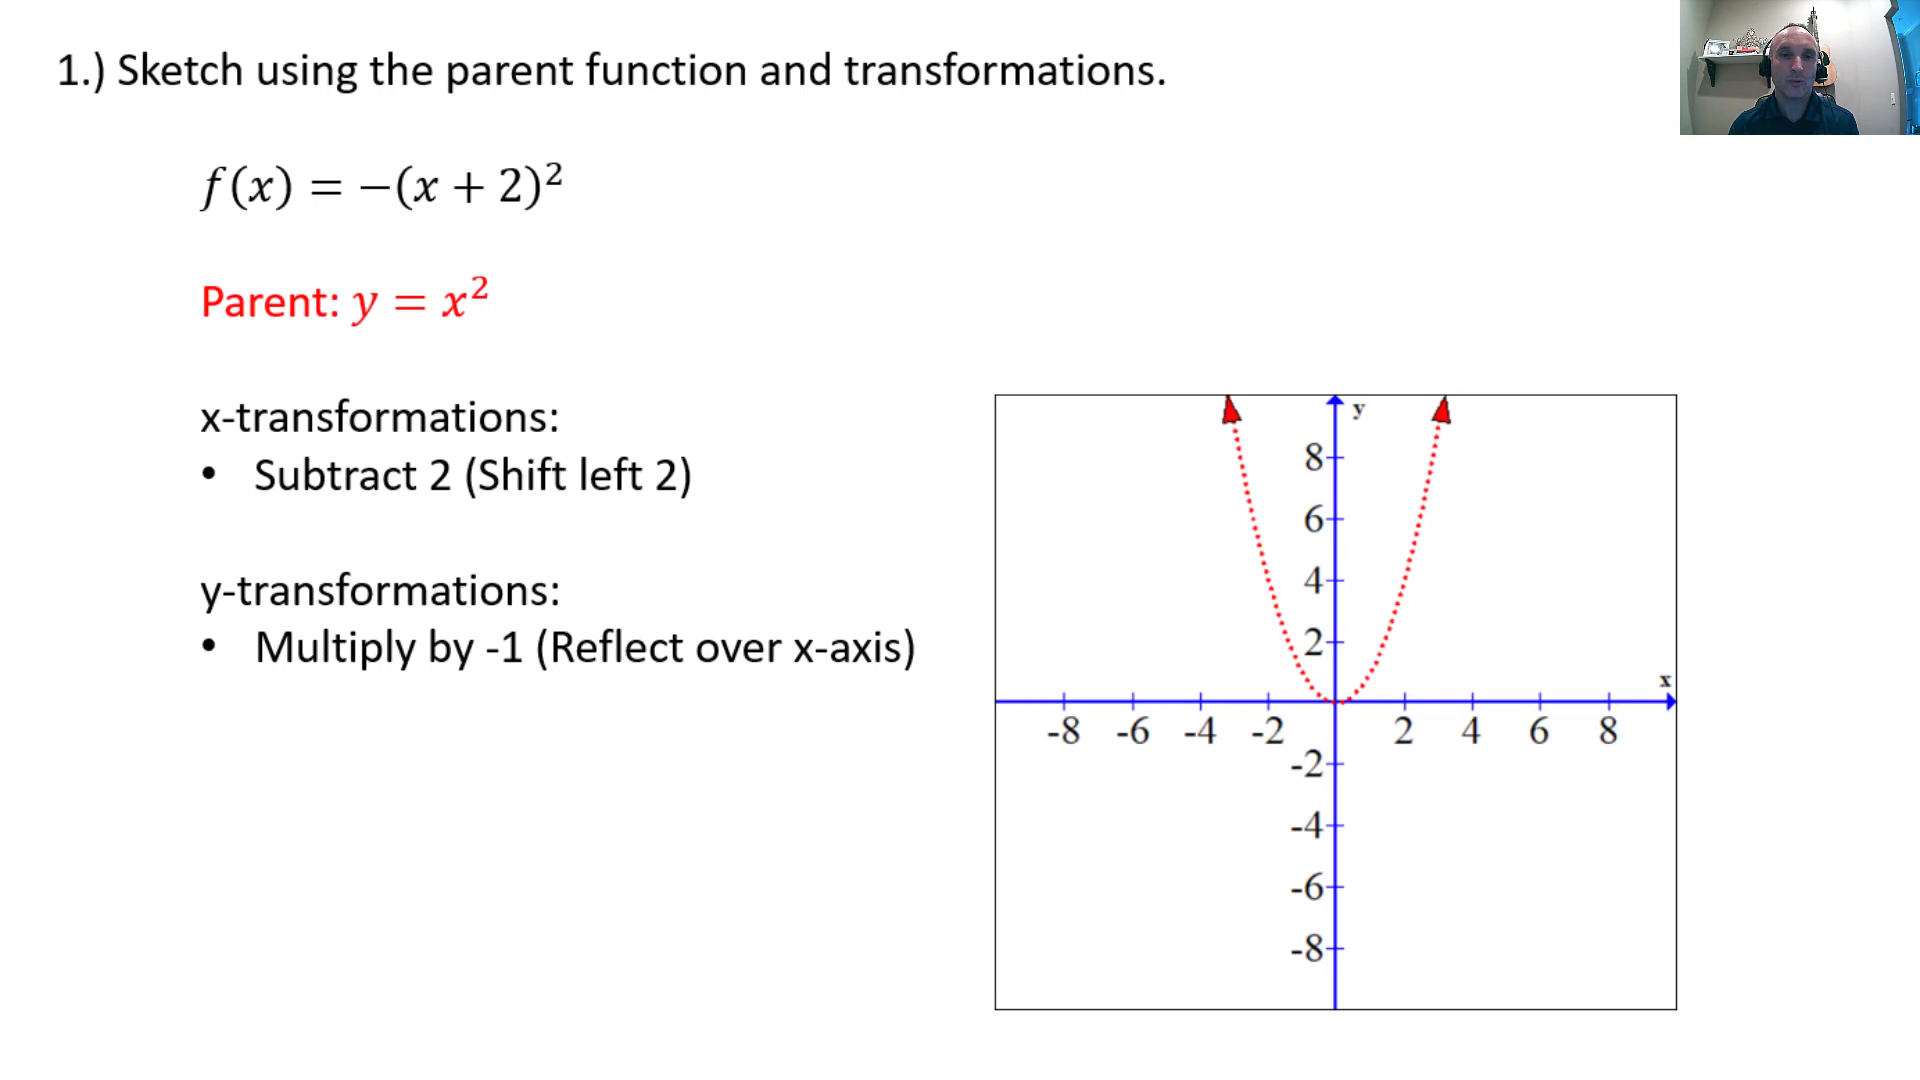 1.) Sketch using the parent function and transformations.
f(x) = −(x + 2)²
Parent: y = x²
x-transformations:
• Subtract 2 (Shift left 2)
y-transformations:
• Multiply by -1 (Reflect over x-axis)
y
8
6
4
2
x
-8 -6 -4 -2 2 4 6 8
-2
-4
-6
-8